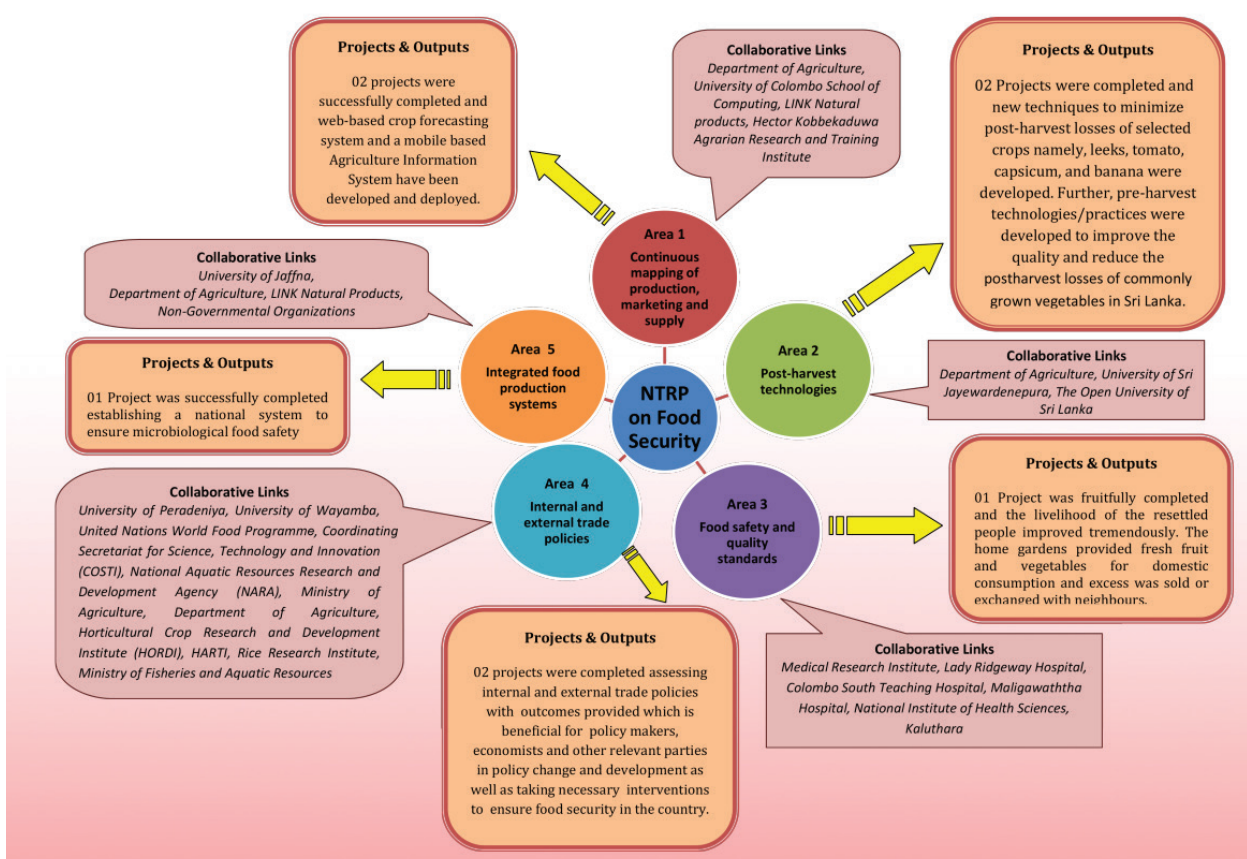 Projects & Outputs
02 projects were
successfully completed and
web-based crop forecasting
system and a mobile based
Agriculture Information
System have been
developed and deployed.
Collaborative Links
Department of Agriculture,
University of Colombo School of
Computing, LINK Natural
products, Hector Kobbekaduwa
Agrarian Research and Training
Institute
Projects & Outputs
02 Projects were completed and
new techniques to minimize
post-harvest losses of selected
crops namely, leeks, tomato,
capsicum, and banana were
developed. Further, pre-harvest
technologies/practices were
developed to improve the
quality and reduce the
postharvest losses of commonly
grown vegetables in Sri Lanka.
Area 1
Continuous
mapping of
production,
marketing and
supply
Collaborative Links
University of Jaffna,
Department of Agriculture, LINK Natural Products,
Non-Governmental Organizations
Area 5
Integrated food
production
systems
Area 2
Post-harvest
technologies
Collaborative Links
Department of Agriculture, University of Sri
Jayewardenepura, The Open University of
Sri Lanka
Projects & Outputs
01 Project was successfully completed
establishing a national system to
ensure microbiological food safety
NTRP
on Food
Security
Collaborative Links
University of Peradeniya, University of Wayamba,
United Nations World Food Programme, Coordinating
Secretariat for Science, Technology and Innovation
(COSTI), National Aquatic Resources Research and
Development Agency (NARA), Ministry of
Agriculture, Department of Agriculture,
Horticultural Crop Research and Development
Institute (HORDI), HARTI, Rice Research Institute,
Ministry of Fisheries and Aquatic Resources
Area 4
Internal and
external trade
policies
Area 3
Food safety and
quality
standards
Projects & Outputs
01 Project was fruitfully completed
and the livelihood of the resettled
people improved tremendously. The
home gardens provided fresh fruit
and vegetables for domestic
consumption and excess was sold or
exchanged with neighbours.
Projects & Outputs
02 projects were completed assessing
internal and external trade policies
with outcomes provided which is
beneficial for policy makers,
economists and other relevant parties
in policy change and development as
well as taking necessary interventions
to ensure food security in the country.
Collaborative Links
Medical Research Institute, Lady Ridgeway Hospital,
Colombo South Teaching Hospital, Maligawaththa
Hospital, National Institute of Health Sciences,
Kaluthara